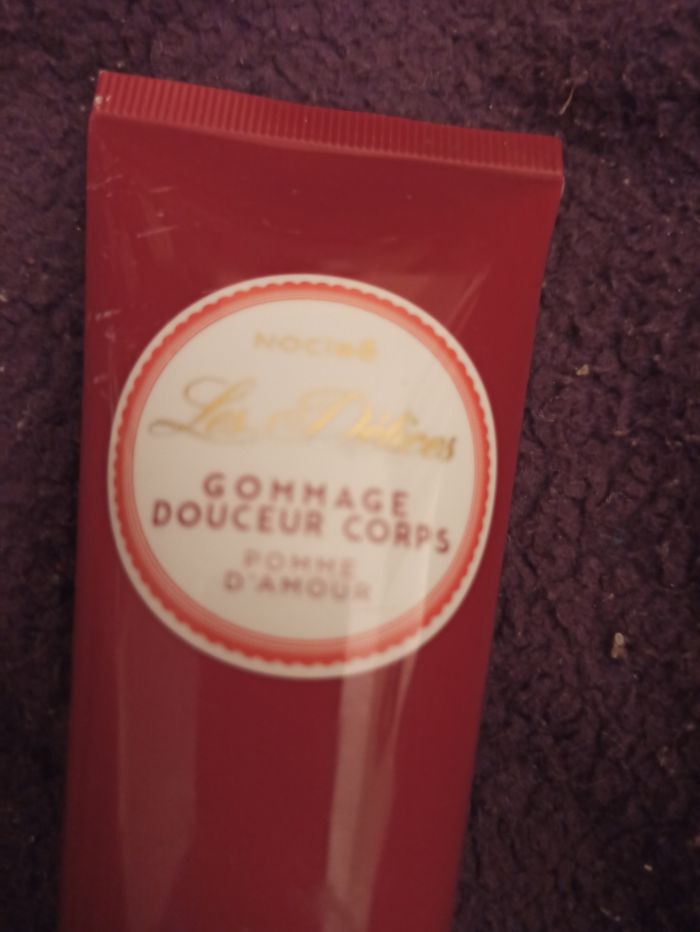 NOCIBÉ
Les Délices
GOMMAGE
DOUCEUR CORPS
POMME
D'AMOUR